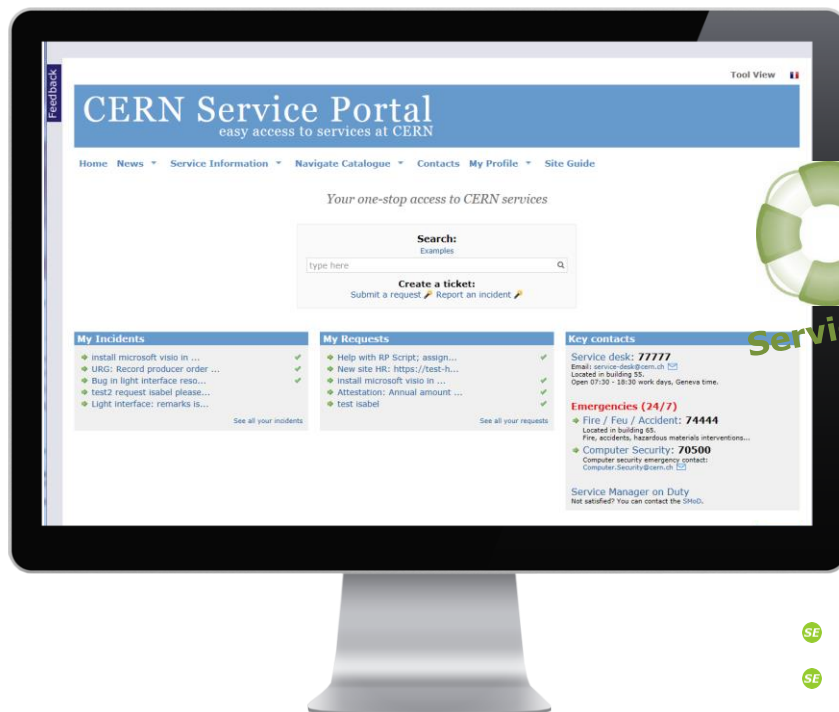 Feedback
Tool View
CERN Service Portal
easy access to services at CERN
Home News Service Information Navigate Catalogue Contacts My Profile Site Guide
Your one-stop access to CERN services
Search:
Examples
type here
Create a ticket:
Submit a request Report an incident
My Incidents
install microsoft visio in ...
URG: Record producer order ...
Bug in light interface reso...
test2 request isabel please...
Light interface: remarks is...
See all your incidents
My Requests
Help with RP Script; assign...
New site HR: https://test-h...
install microsoft visio in ...
Attestation: Annual amount ...
test isabel
See all your requests
Key contacts
Service desk: 77777
Email: service-desk@cern.ch
Located in building 55.
Open 07:30 - 18:30 work days, Geneva time.
Emergencies (24/7)
Fire / Feu / Accident: 74444
Located in building 65.
Fire, accidents, hazardous materials interventions...
Computer Security: 70500
Computer security emergency contact:
Computer.Security@cern.ch
Service Manager on Duty
Not satisfied? You can contact the SMoD.
Servi
SE
SE